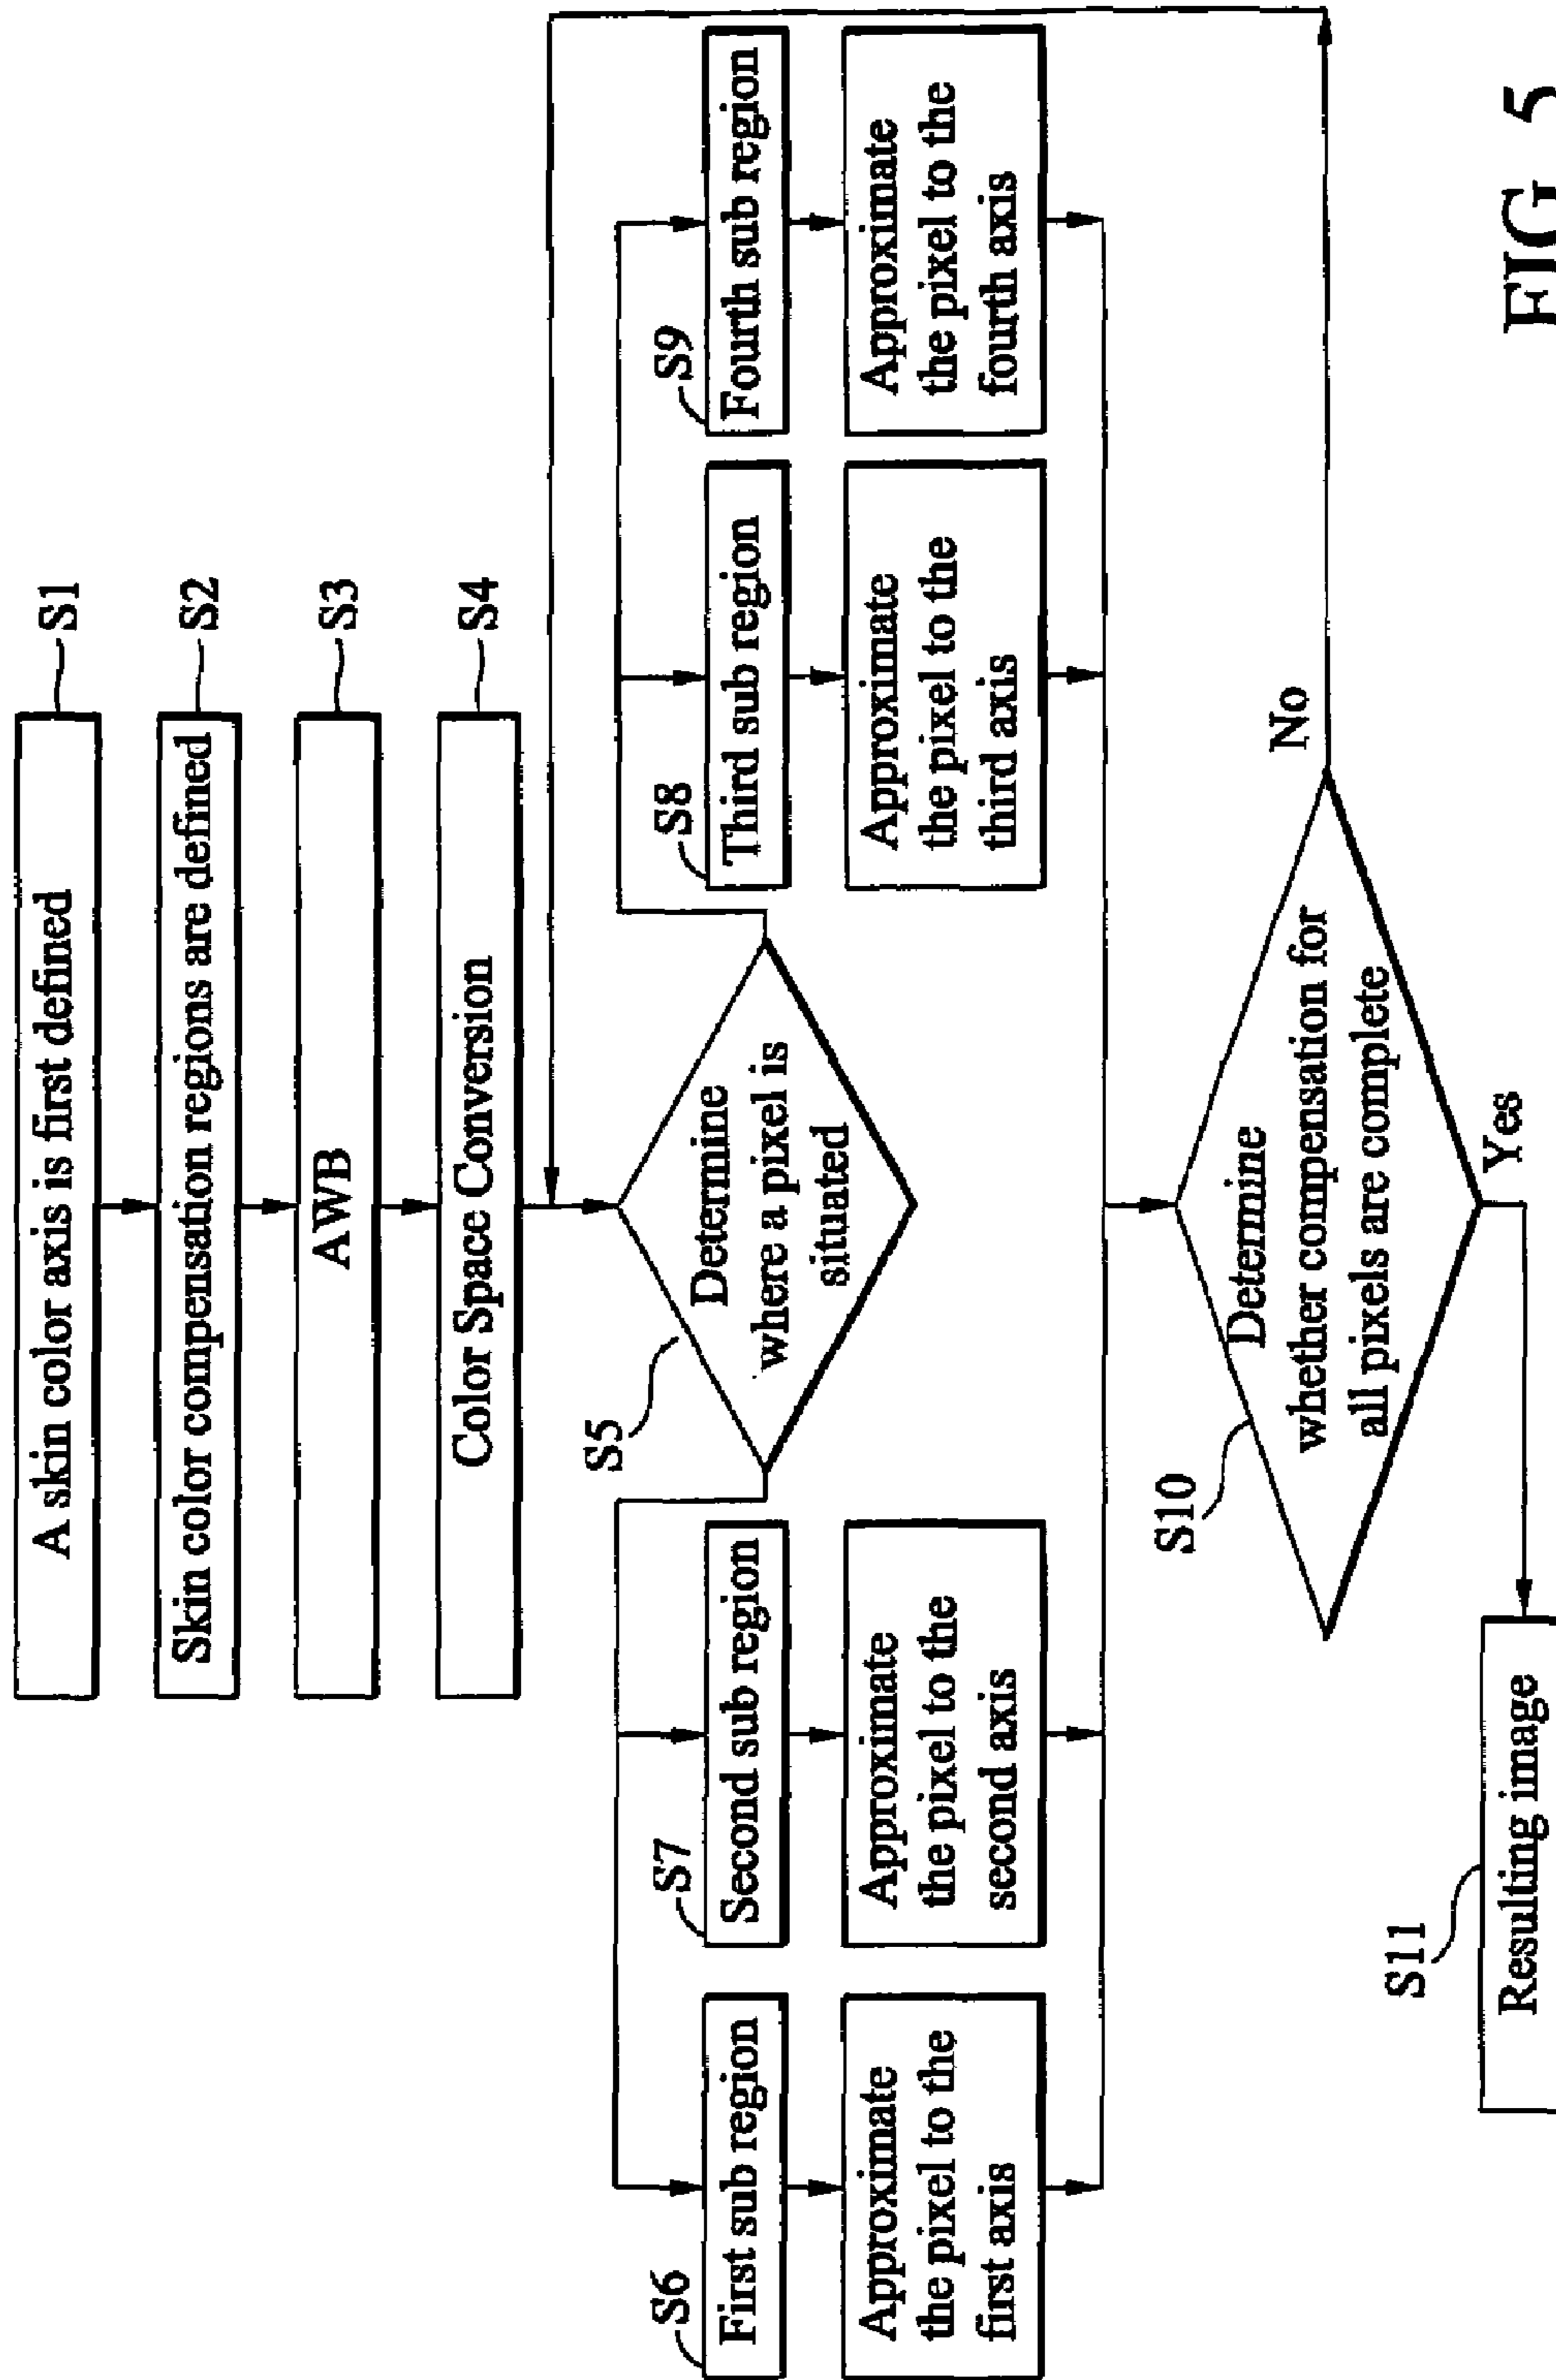 A skin color axis is first defined
S1
Skin color compensation regions are defined
S2
AWB
S3
Color Space Conversion
S4
S5
Determine
where a pixel is
situated
S6
First sub region
S7
Second sub region
S8
Third sub region
S9
Fourth sub region
Approximate
the pixel to the
first axis
Approximate
the pixel to the
second axis
Approximate
the pixel to the
third axis
Approximate
the pixel to the
fourth axis
S10
Determine
whether compensation for
all pixels are complete
No
Yes
S11
Resulting image
FIG. 5